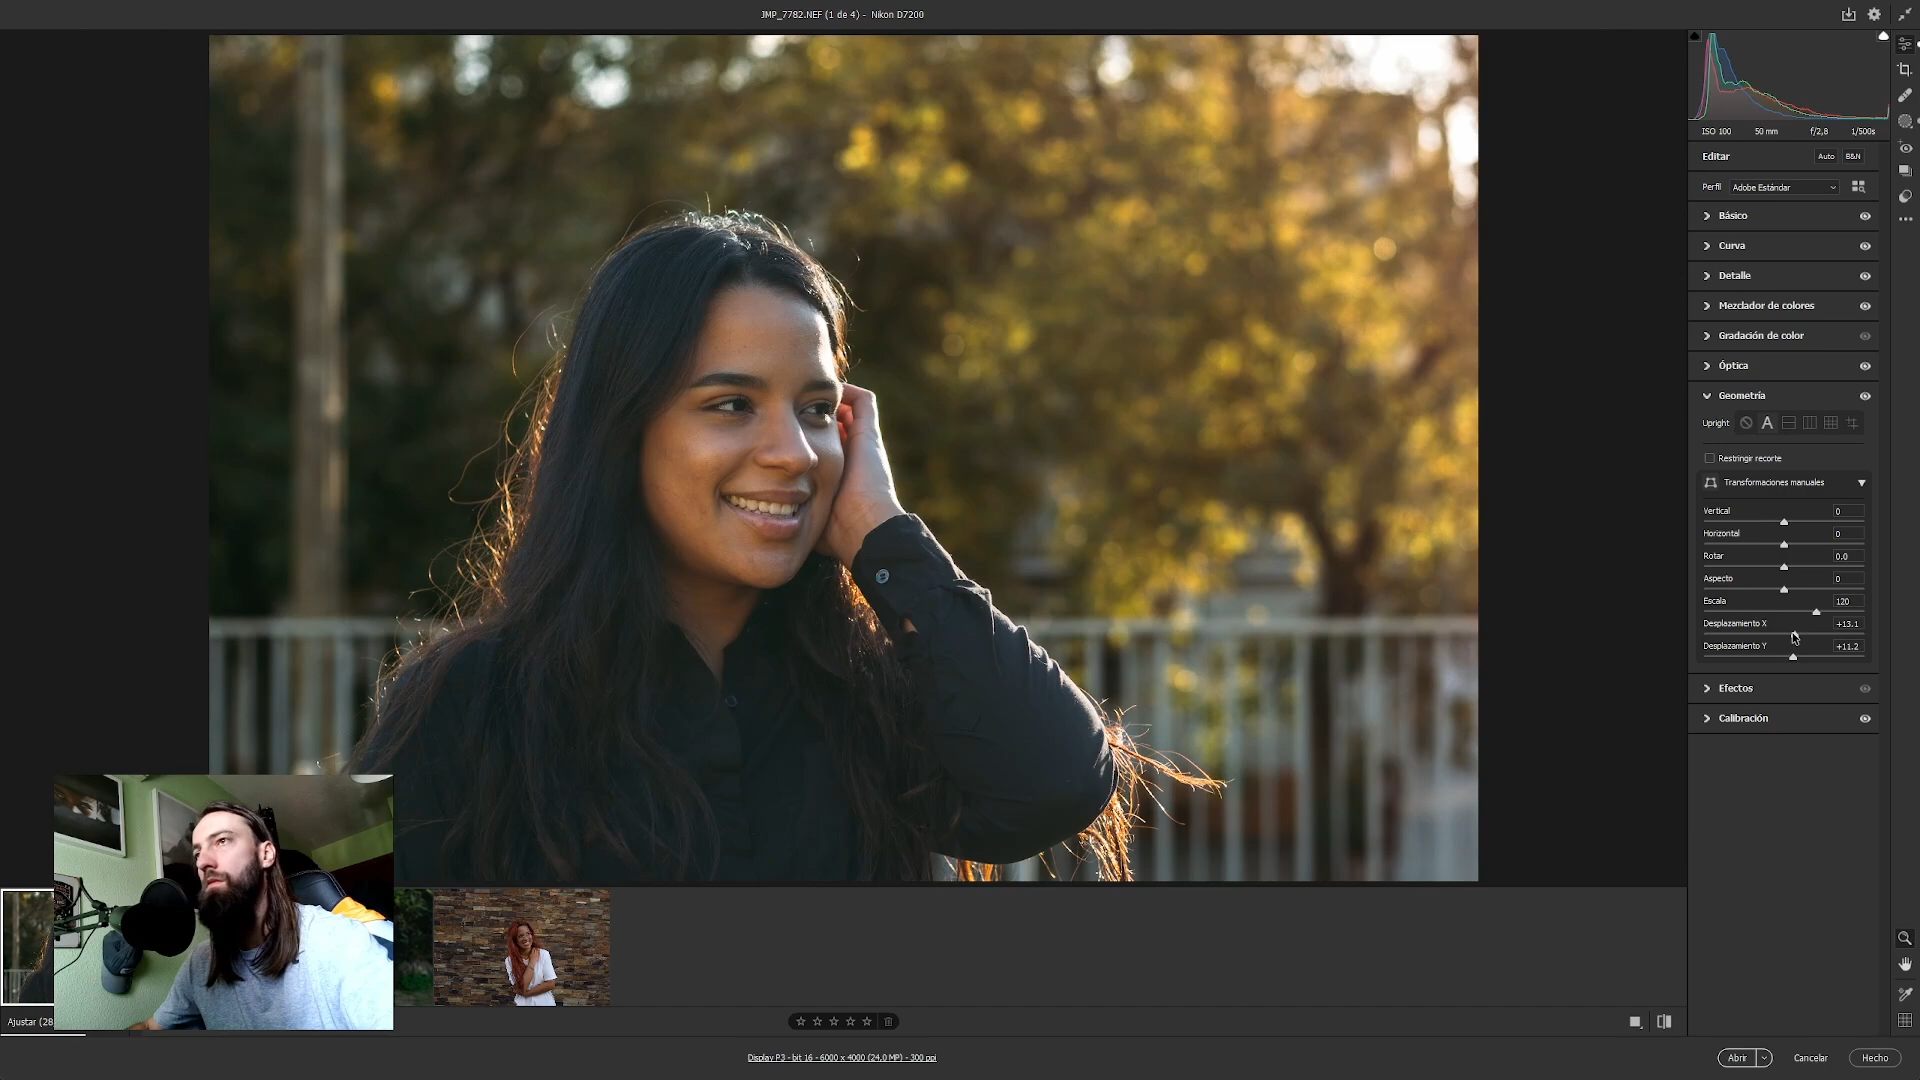 JMP_7782.NEF (1 de 4) - Nikon D7200
ISO 100 50 mm f/2,8 1/500s
Editar Auto B&N
Perfil Adobe Estándar
Básico
Curva
Detalle
Mezclador de colores
Gradación de color
Óptica
Geometría
Upright A
Restringir recorte
Transformaciones manuales
Vertical 0
Horizontal 0
Rotar 0.0
Aspecto 0
Escala 120
Desplazamiento X +13.1
Desplazamiento Y +11.2
Efectos
Calibración
Ajustar (28
Display P3 - bit 16 - 6000 x 4000 (24.0 MP) - 300 ppi
Abrir Cancelar Hecho